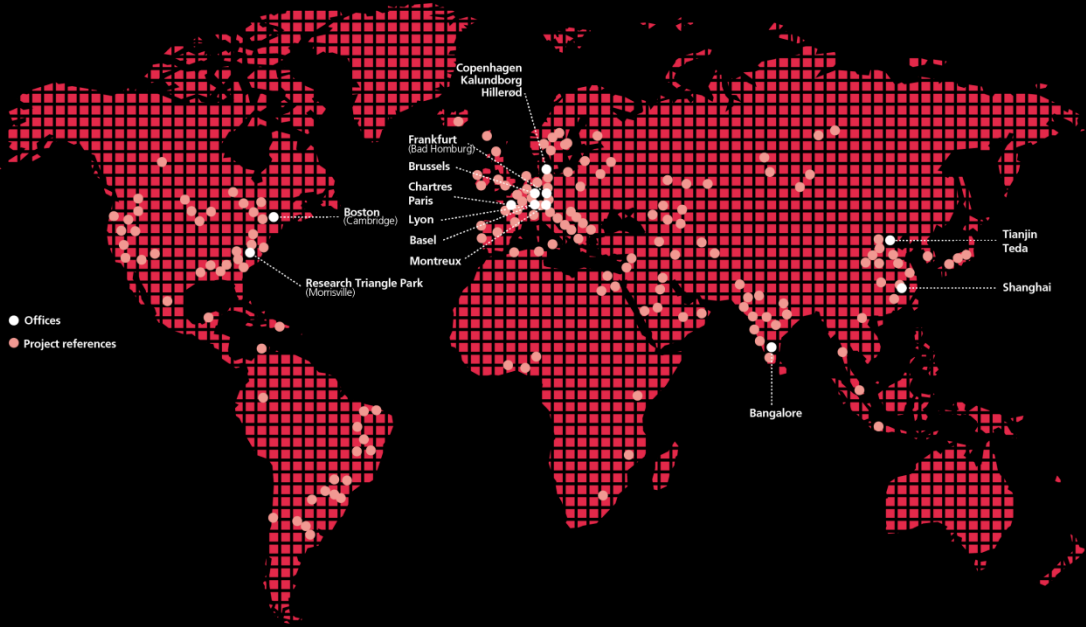 Copenhagen
Kalundborg
Hillerød
Frankfurt
(Bad Homburg)
Brussels
Chartres
Paris
Lyon
Basel
Montreux
Boston
(Cambridge)
Research Triangle Park
(Morrisville)
Offices
Project references
Tianjin
Teda
Shanghai
Bangalore